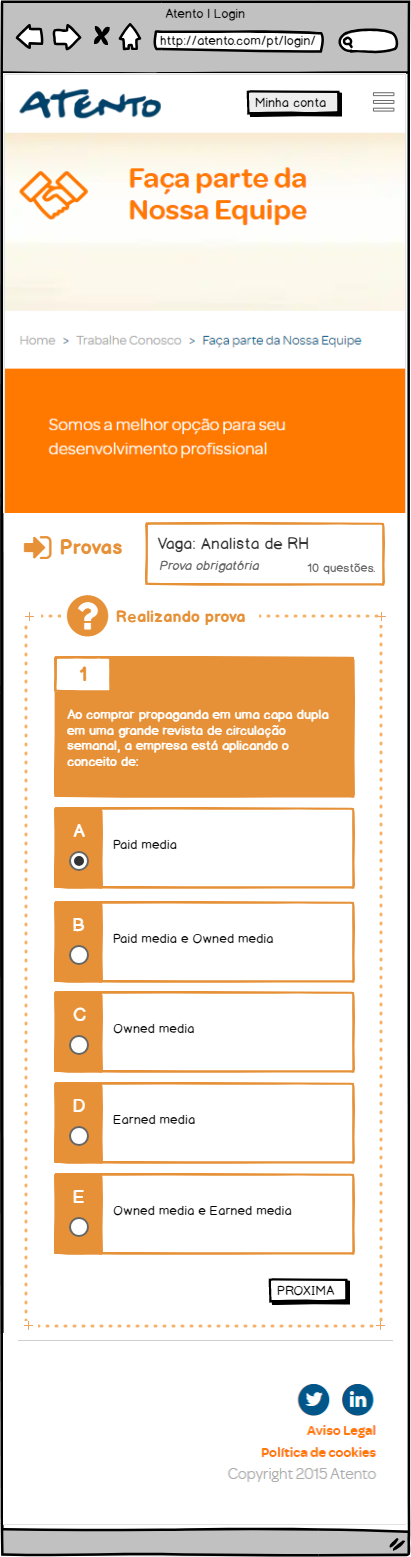 Atento | Login
http://atento.com/pt/login/
ATENTO
Minha conta
Faça parte da
Nossa Equipe
Home > Trabalhe Conosco > Faça parte da Nossa Equipe
Somos a melhor opção para seu
desenvolvimento profissional
Provas
Vaga: Analista de RH
Prova obrigatória
10 questões.
? Realizando prova
1
Ao comprar propaganda em uma capa dupla
em uma grande revista de circulação
semanal, a empresa está aplicando o
conceito de:
A
Paid media
B
Paid media e Owned media
C
Owned media
D
Earned media
E
Owned media e Earned media
PROXIMA
in
Aviso Legal
Política de cookies
Copyright 2015 Atento